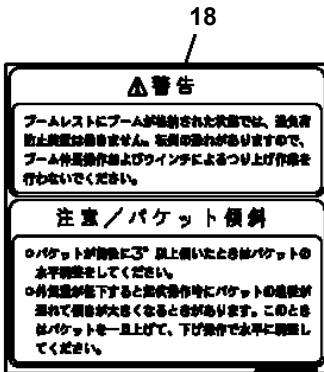 18
⚠警告
ブームレストにブームが格納された状態では、過負荷
防止装置は働きません。転倒の恐れがありますので、
ブーム伸長操作およびウインチによるつり上げ作業を
行わないでください。
注意／バケット傾斜
○バケットが前後に3°以上傾いたときはバケットの
水平調整をしてください。
○外気温が低下すると起伏操作時にバケットの追従が
遅れて傾きが大きくなるときがあります。このとき
はバケットを一旦上げて、下げ操作で水平に調整し
てください。